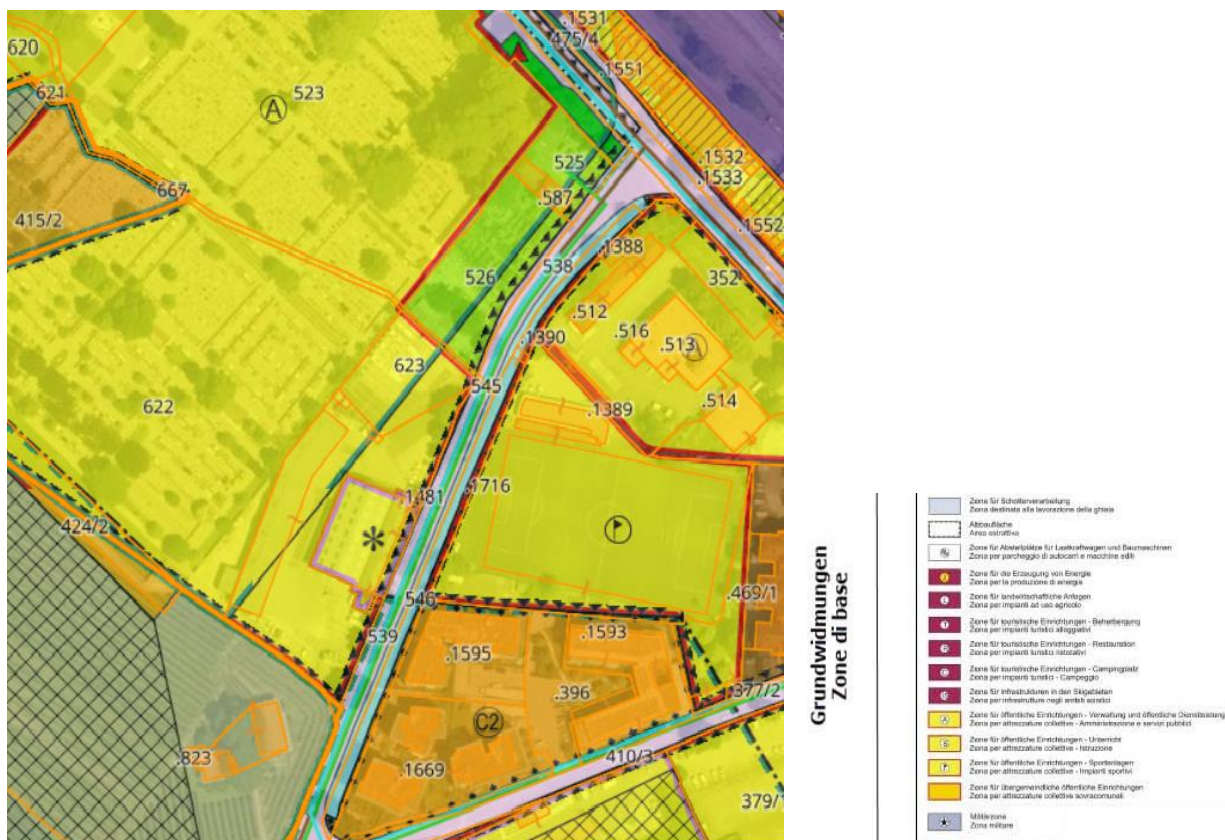 .1531
475/4
.1551
620
621
523
A
.1532
.1533
525
667
.587
.1552
415/2
.1388
538
352
526
.512
.516
.513
.1390
623
545
.514
622
.1389
.1481
.1716
424/2
*
546
.469/1
539
.1593
.1595
.396
377/2
C2
410/3
.823
.1669
379/1
Grundwidmungen
Zone di base
Zone für Schotterverarbeitung
Zona destinata alla lavorazione della ghiaia
Abbaufläche
Area estrattiva
Zone für Abstellplätze für Lastkraftwagen und Baumaschinen
Zona per parcheggio di autocarri e macchine edili
Zone für die Erzeugung von Energie
Zona per la produzione di energia
Zone für landwirtschaftliche Anlagen
Zona per impianti ad uso agricolo
Zone für touristische Einrichtungen - Beherbergung
Zona per impianti turistici alloggiativi
Zone für touristische Einrichtungen - Restauration
Zona per impianti turistici ristorativi
Zone für touristische Einrichtungen - Campingplatz
Zona per impianti turistici - Campeggio
Zone für Infrastrukturen in den Skigebieten
Zona per infrastrutture negli ambiti sciistici
Zone für öffentliche Einrichtungen - Verwaltung und öffentliche Dienstleistung
Zona per attrezzature collettive - Amministrazione e servizi pubblici
Zone für öffentliche Einrichtungen - Unterricht
Zona per attrezzature collettive - Istruzione
Zone für öffentliche Einrichtungen - Sportanlagen
Zona per attrezzature collettive - Impianti sportivi
Zone für übergemeindliche öffentliche Einrichtungen
Zona per attrezzature collettive sovracomunali
Militärzone
Zona militare